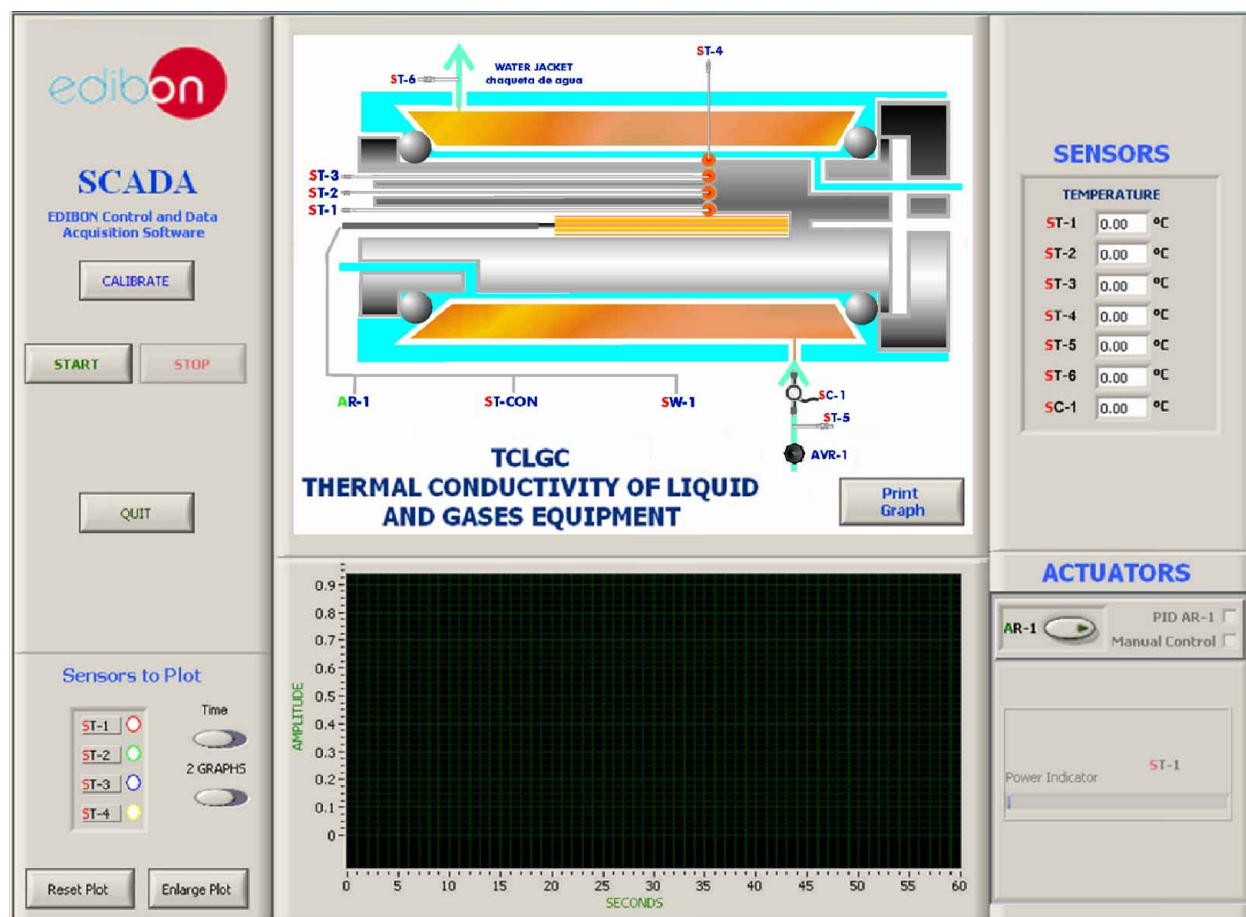 edibon
SCADA
EDIBON Control and Data
Acquisition Software
CALIBRATE
START
STOP
QUIT
Sensors to Plot
ST-1
ST-2
ST-3
ST-4
Time
2 GRAPHS
Reset Plot
Enlarge Plot
ST-4
ST-6
WATER JACKET
chaqueta de agua
ST-3
ST-2
ST-1
AR-1
ST-CON
SW-1
SC-1
ST-5
AVR-1
TCLGC
THERMAL CONDUCTIVITY OF LIQUID
AND GASES EQUIPMENT
Print
Graph
AMPLITUDE
0.9
0.8
0.7
0.6
0.5
0.4
0.3
0.2
0.1
0
0 5 10 15 20 25 30 35 40 45 50 55 60
SECONDS
SENSORS
TEMPERATURE
ST-1 0.00 ºC
ST-2 0.00 ºC
ST-3 0.00 ºC
ST-4 0.00 ºC
ST-5 0.00 ºC
ST-6 0.00 ºC
SC-1 0.00 ºC
ACTUATORS
AR-1
PID AR-1
Manual Control
ST-1
Power Indicator